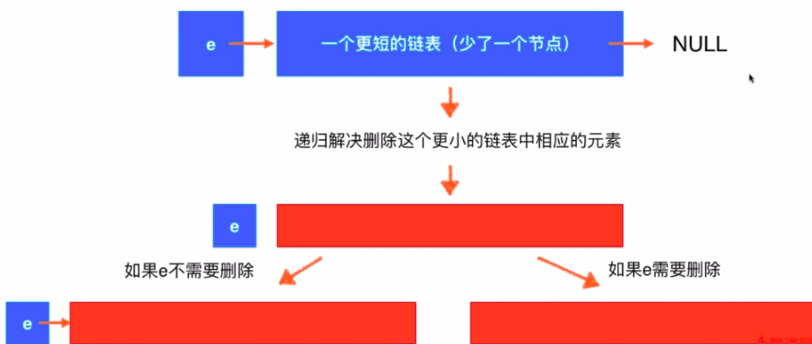 e 一个更短的链表（少了一个节点） NULL
递归解决删除这个更小的链表中相应的元素
e
如果e不需要删除 如果e需要删除
e